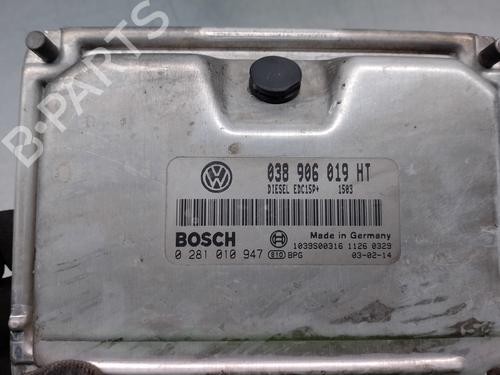 B-PARTS
038 906 019 HT
DIESEL EDC15P+ 1503
BOSCH
Made in Germany
1039S00316 1126 0329
0 281 010 947 810 BPG 03-02-14